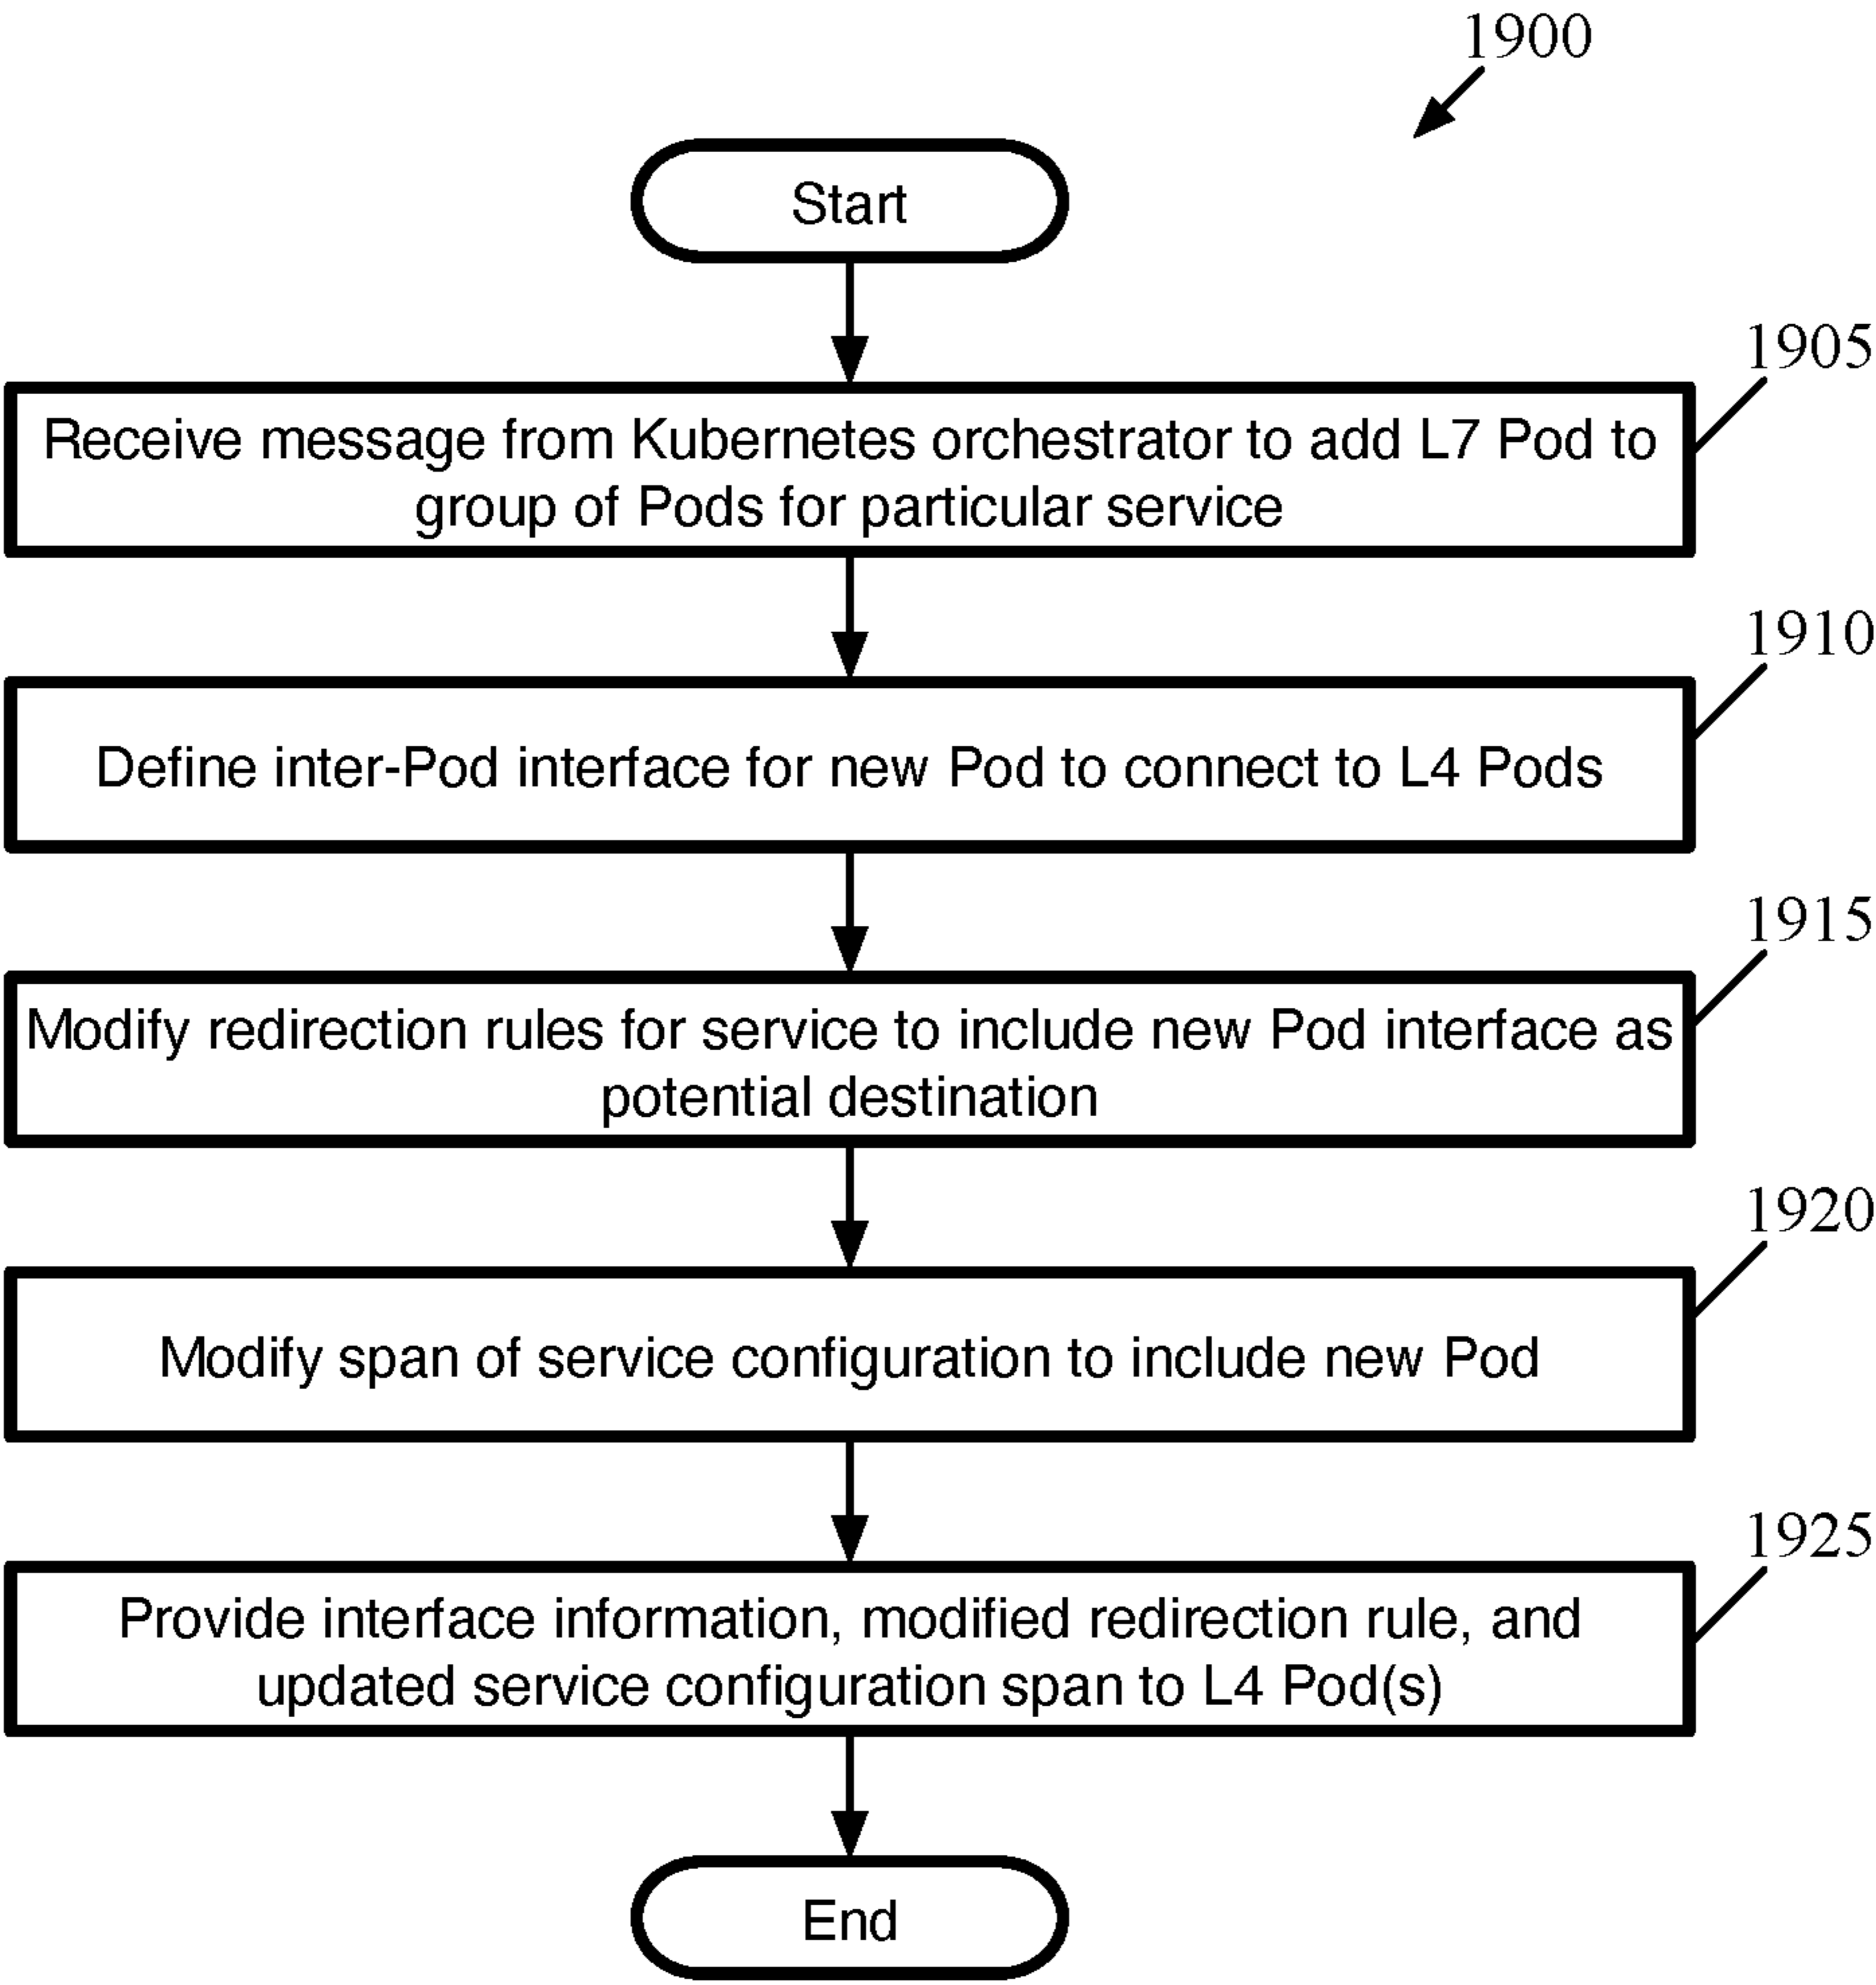 1900
Start
1905
Receive message from Kubernetes orchestrator to add L7 Pod to
group of Pods for particular service
1910
Define inter-Pod interface for new Pod to connect to L4 Pods
1915
Modify redirection rules for service to include new Pod interface as
potential destination
1920
Modify span of service configuration to include new Pod
1925
Provide interface information, modified redirection rule, and
updated service configuration span to L4 Pod(s)
End